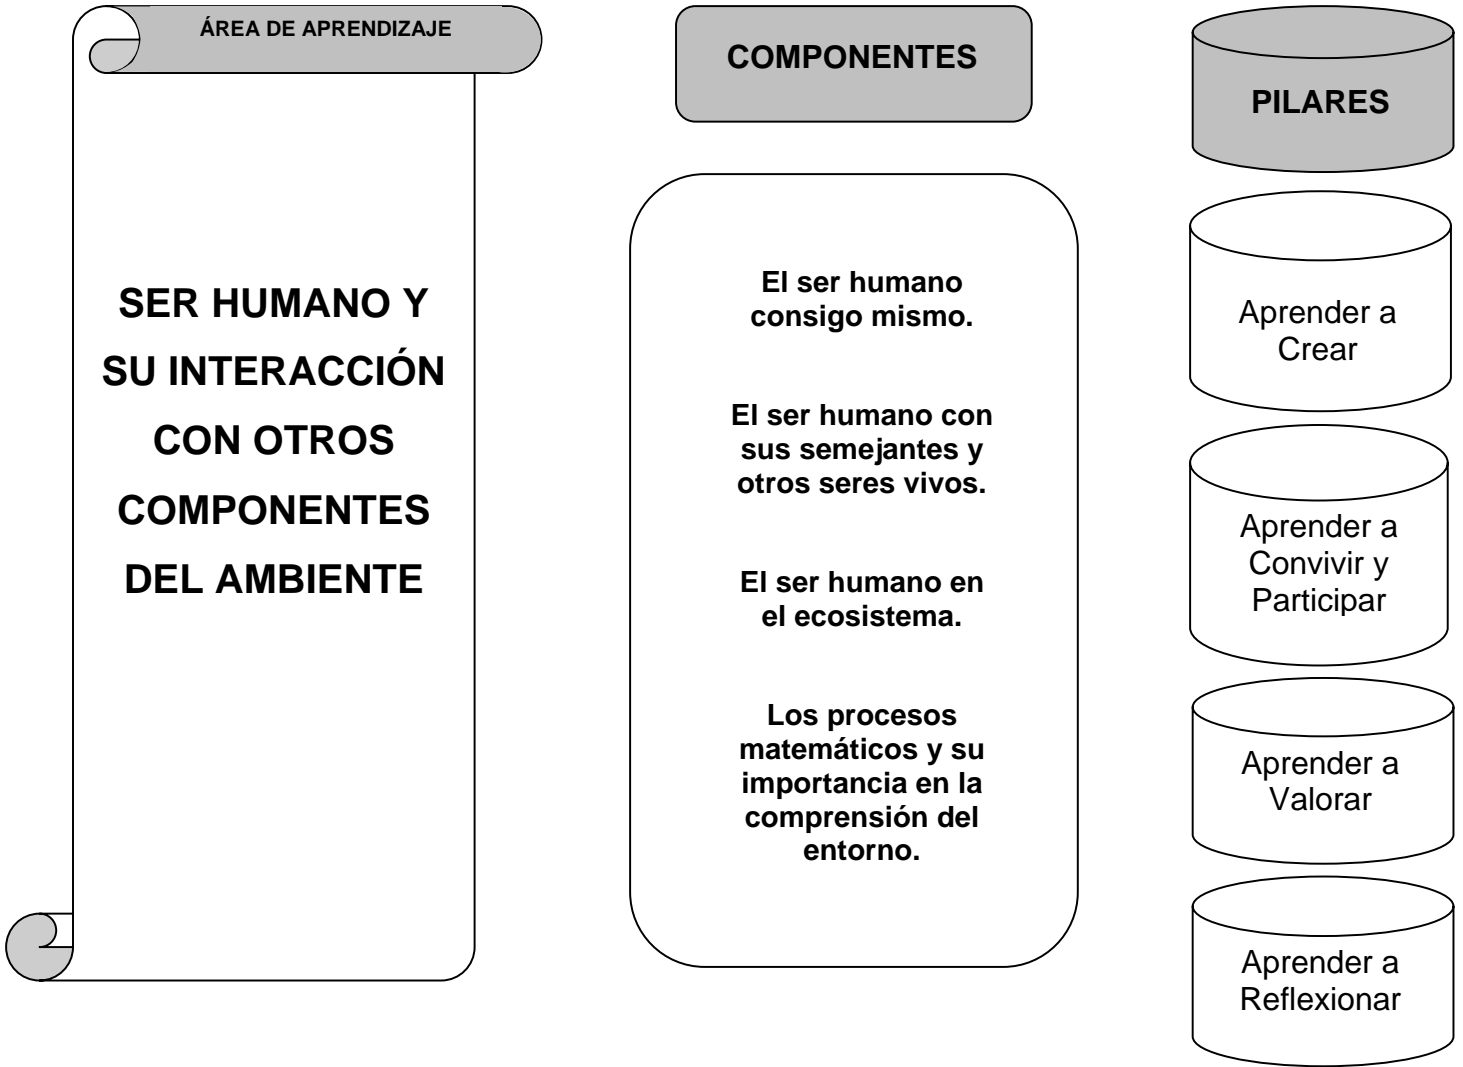 ÁREA DE APRENDIZAJE
SER HUMANO Y
SU INTERACCIÓN
CON OTROS
COMPONENTES
DEL AMBIENTE
COMPONENTES
El ser humano
consigo mismo.
El ser humano con
sus semejantes y
otros seres vivos.
El ser humano en
el ecosistema.
Los procesos
matemáticos y su
importancia en la
comprensión del
entorno.
PILARES
Aprender a
Crear
Aprender a
Convivir y
Participar
Aprender a
Valorar
Aprender a
Reflexionar